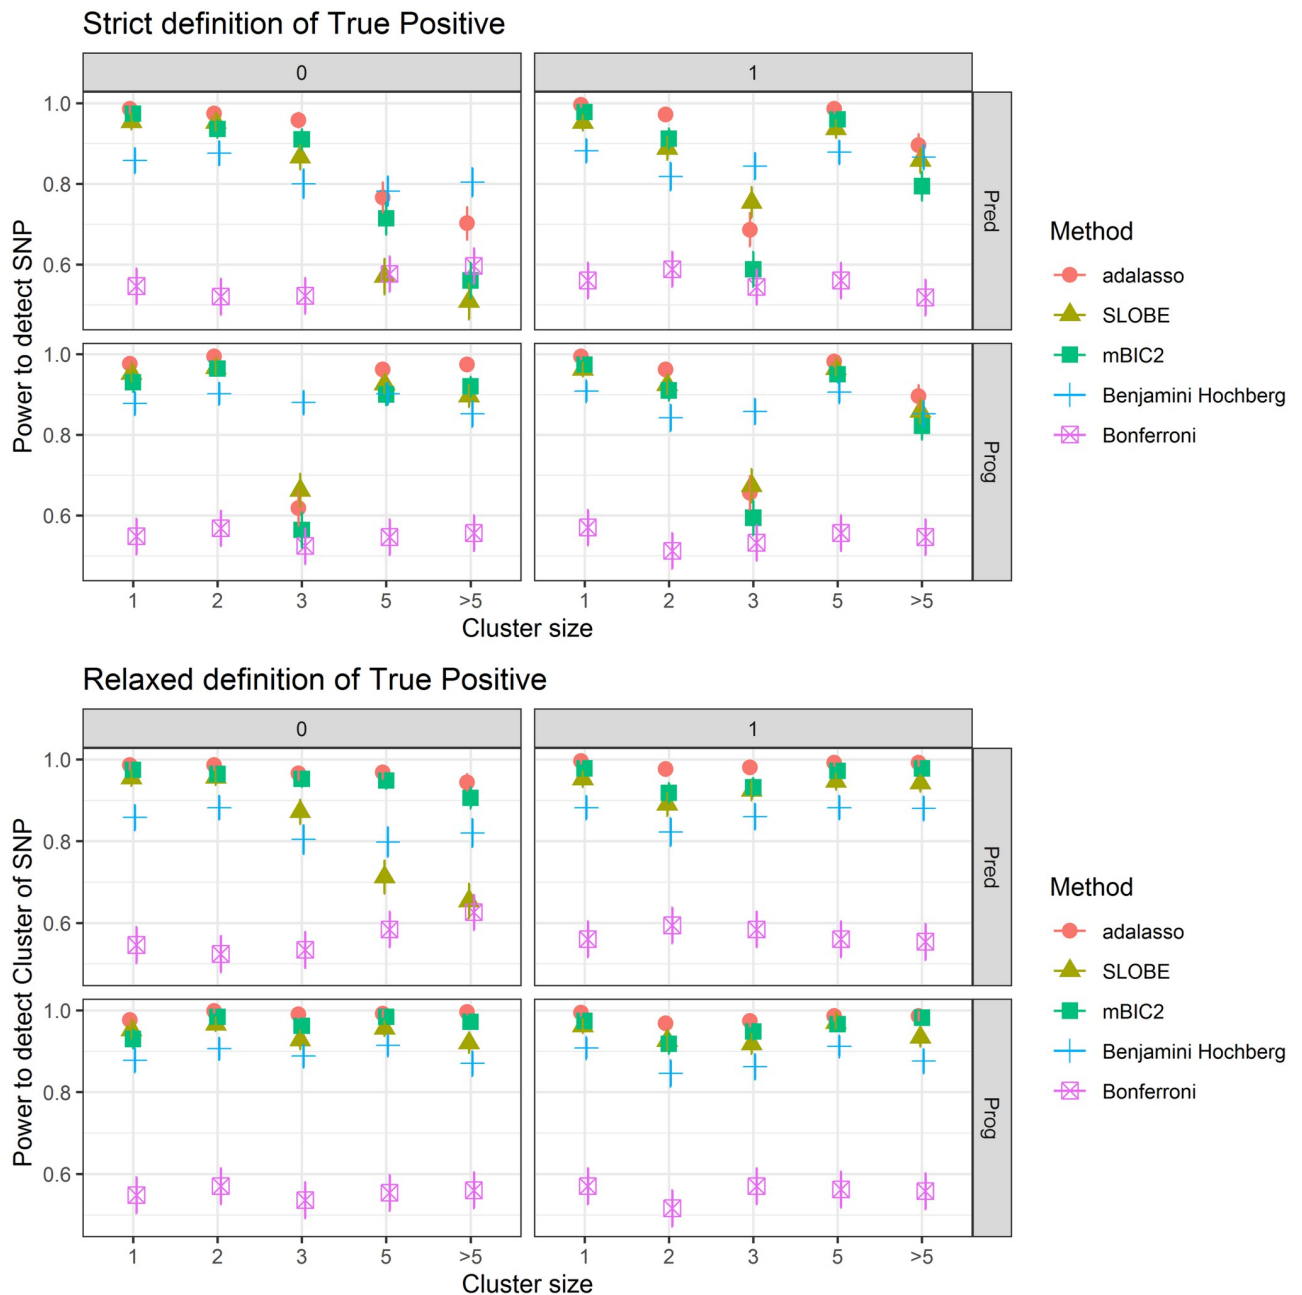 Strict definition of True Positive
0
1
Power to detect SNP
1.0
0.8
0.6
Pred
1.0
0.8
0.6
Prog
1
2
3
5
>5
1
2
3
5
>5
Cluster size
Method
adalasso
SLOBE
mBIC2
Benjamini Hochberg
Bonferroni
Relaxed definition of True Positive
0
1
Power to detect Cluster of SNP
1.0
0.8
0.6
Pred
1.0
0.8
0.6
Prog
1
2
3
5
>5
1
2
3
5
>5
Cluster size
Method
adalasso
SLOBE
mBIC2
Benjamini Hochberg
Bonferroni